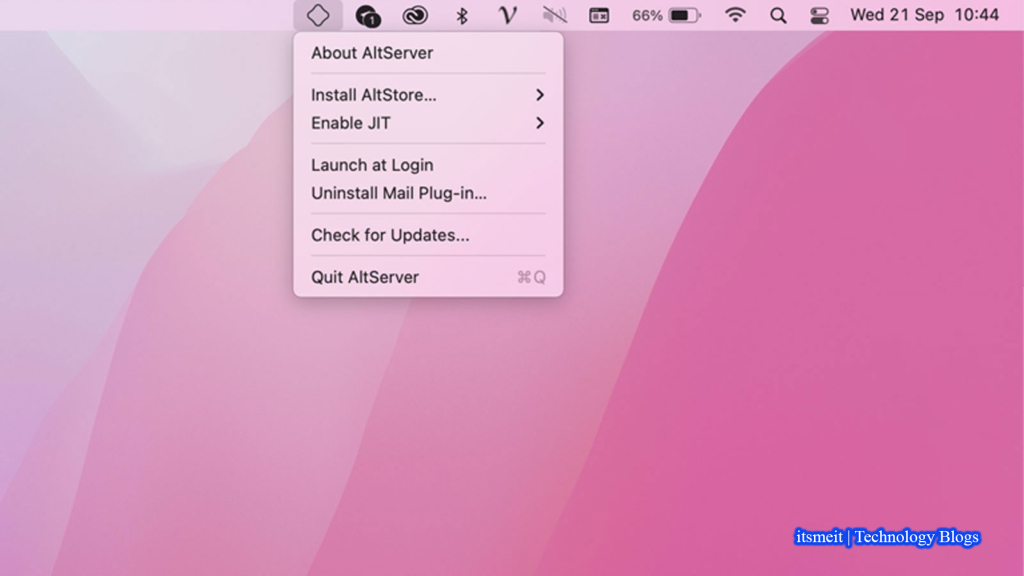 1 66% Wed 21 Sep 10:44
About AltServer
Install AltStore...
Enable JIT
Launch at Login
Uninstall Mail Plug-in...
Check for Updates...
Quit AltServer ⌘Q
itsmeit | Technology Blogs